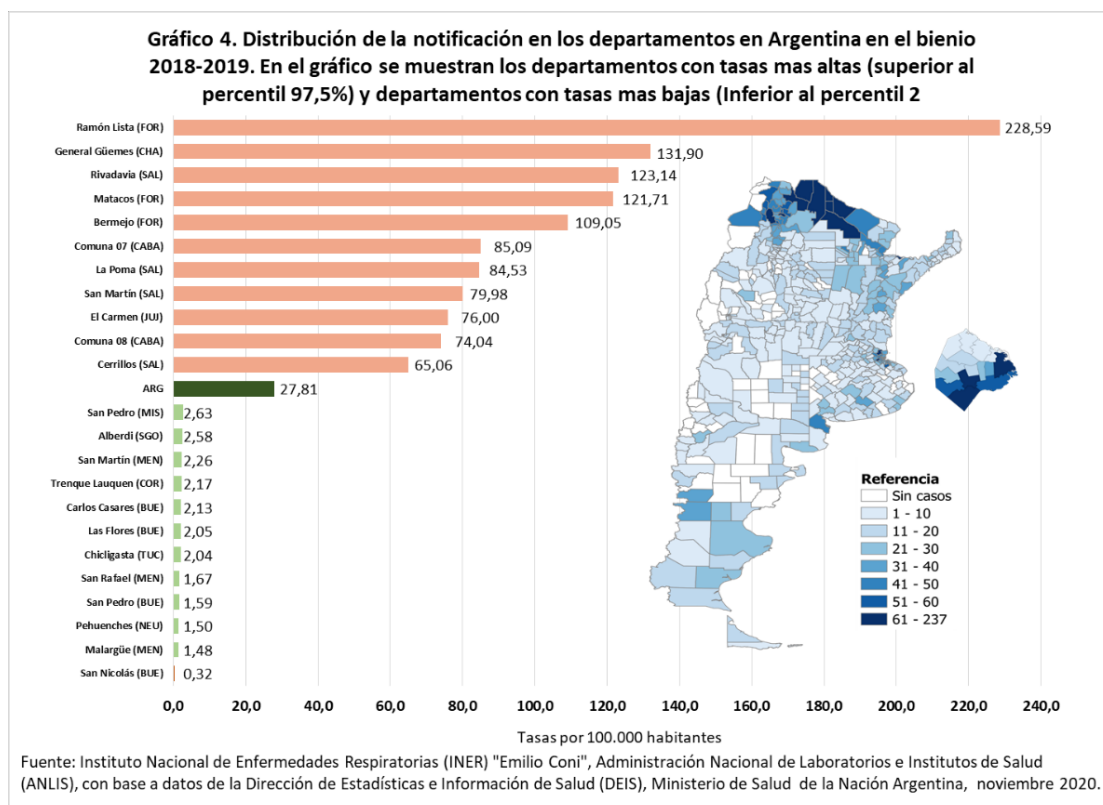 Gráfico 4. Distribución de la notificación en los departamentos en Argentina en el bienio
2018-2019. En el gráfico se muestran los departamentos con tasas mas altas (superior al
percentil 97,5%) y departamentos con tasas mas bajas (Inferior al percentil 2
Ramón Lista (FOR) 228,59
General Güemes (CHA) 131,90
Rivadavia (SAL) 123,14
Matacos (FOR) 121,71
Bermejo (FOR) 109,05
Comuna 07 (CABA) 85,09
La Poma (SAL) 84,53
San Martín (SAL) 79,98
El Carmen (JUJ) 76,00
Comuna 08 (CABA) 74,04
Cerrillos (SAL) 65,06
ARG 27,81
San Pedro (MIS) 2,63
Alberdi (SGO) 2,58
San Martín (MEN) 2,26
Trenque Lauquen (COR) 2,17
Carlos Casares (BUE) 2,13
Las Flores (BUE) 2,05
Chicligasta (TUC) 2,04
San Rafael (MEN) 1,67
San Pedro (BUE) 1,59
Pehuenches (NEU) 1,50
Malargüe (MEN) 1,48
San Nicolás (BUE) 0,32
Referencia
Sin casos
1 - 10
11 - 20
21 - 30
31 - 40
41 - 50
51 - 60
61 - 237
0,0 20,0 40,0 60,0 80,0 100,0 120,0 140,0 160,0 180,0 200,0 220,0 240,0
Tasas por 100.000 habitantes
Fuente: Instituto Nacional de Enfermedades Respiratorias (INER) "Emilio Coni", Administración Nacional de Laboratorios e Institutos de Salud
(ANLIS), con base a datos de la Dirección de Estadísticas e Información de Salud (DEIS), Ministerio de Salud de la Nación Argentina, noviembre 2020.